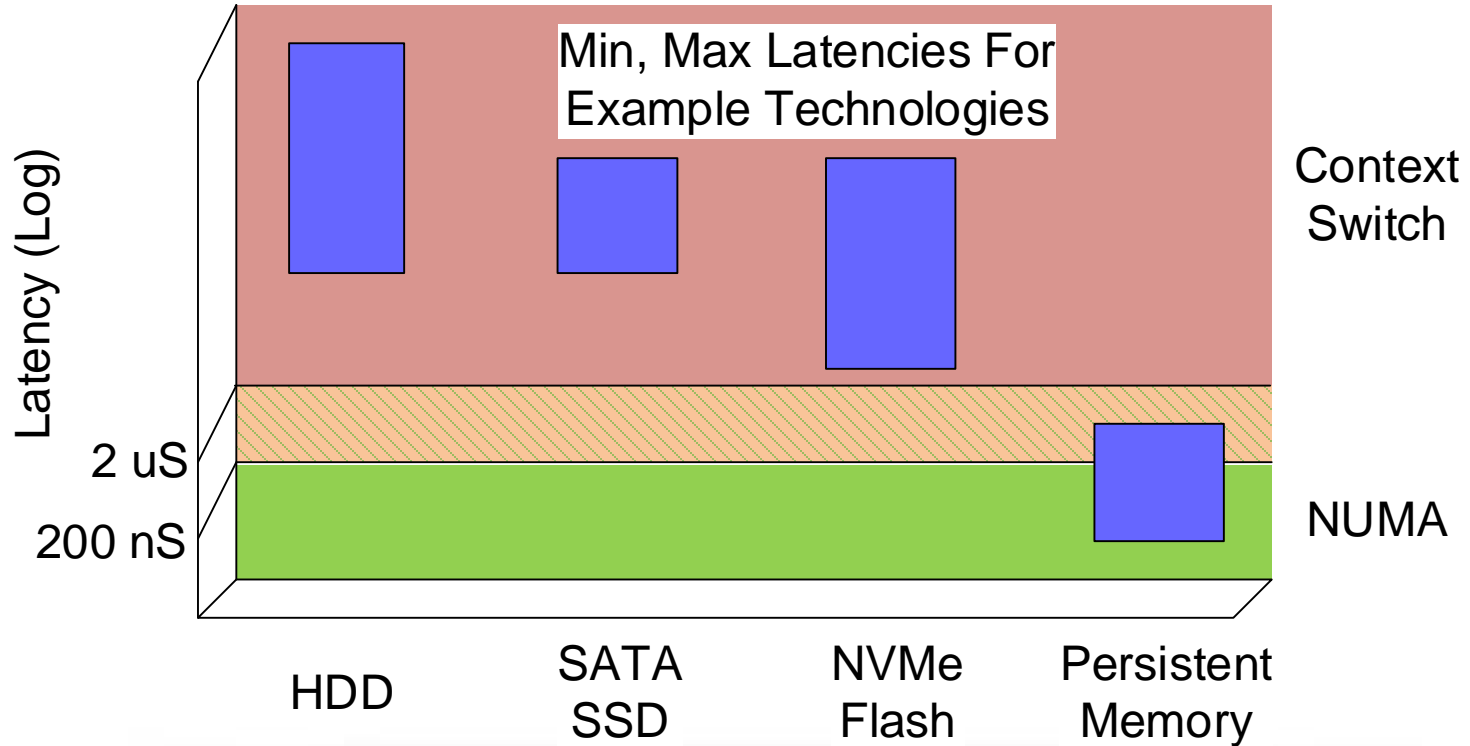 Min, Max Latencies For
Example Technologies
Latency (Log)
Context
Switch
2 uS
200 nS
NUMA
HDD
SATA
SSD
NVMe
Flash
Persistent
Memory